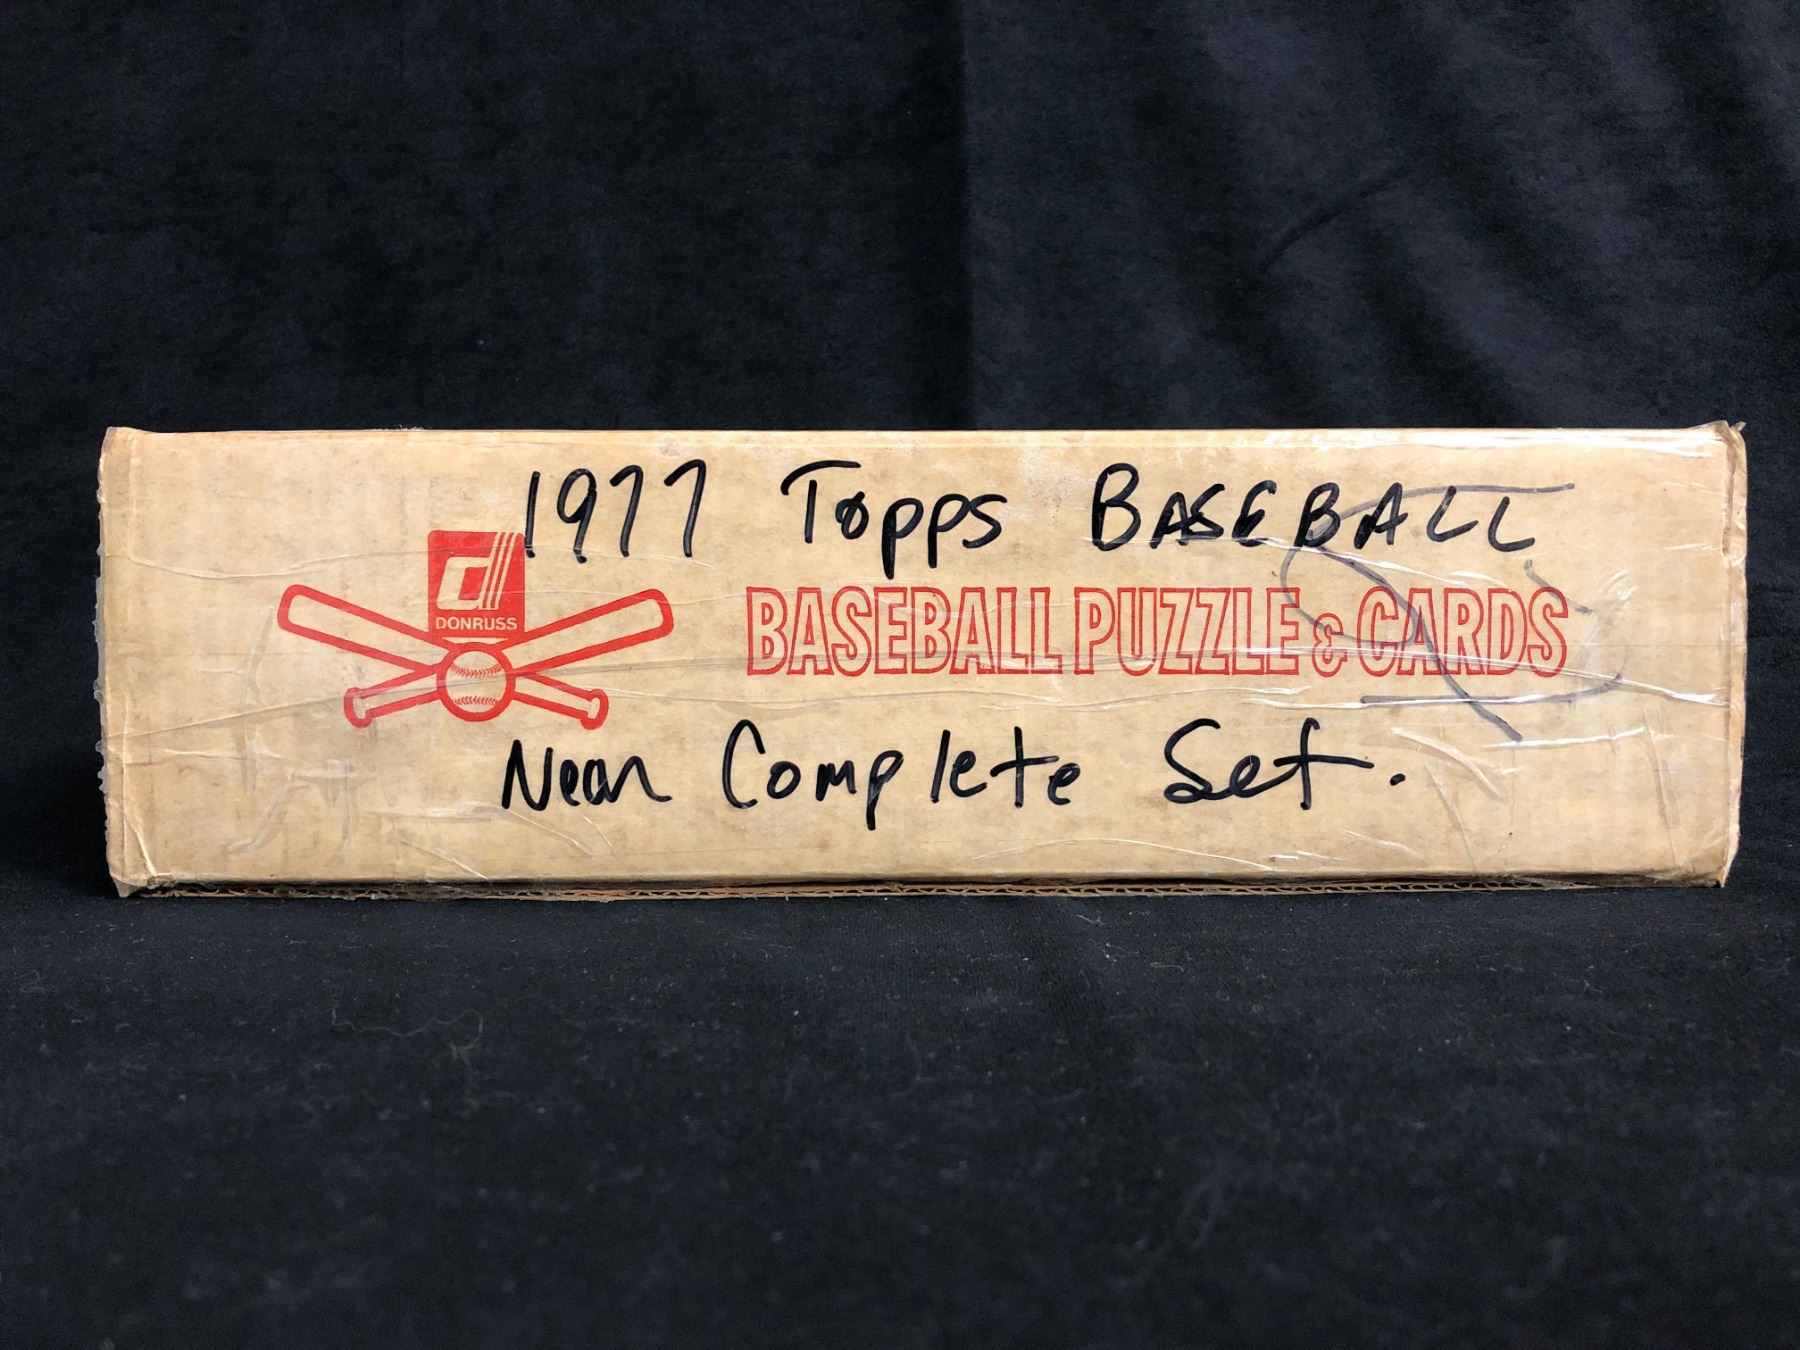 1977 Topps BASEBALL
DONRUSS
BASEBALL PUZZLE & CARDS
Near Complete Set.